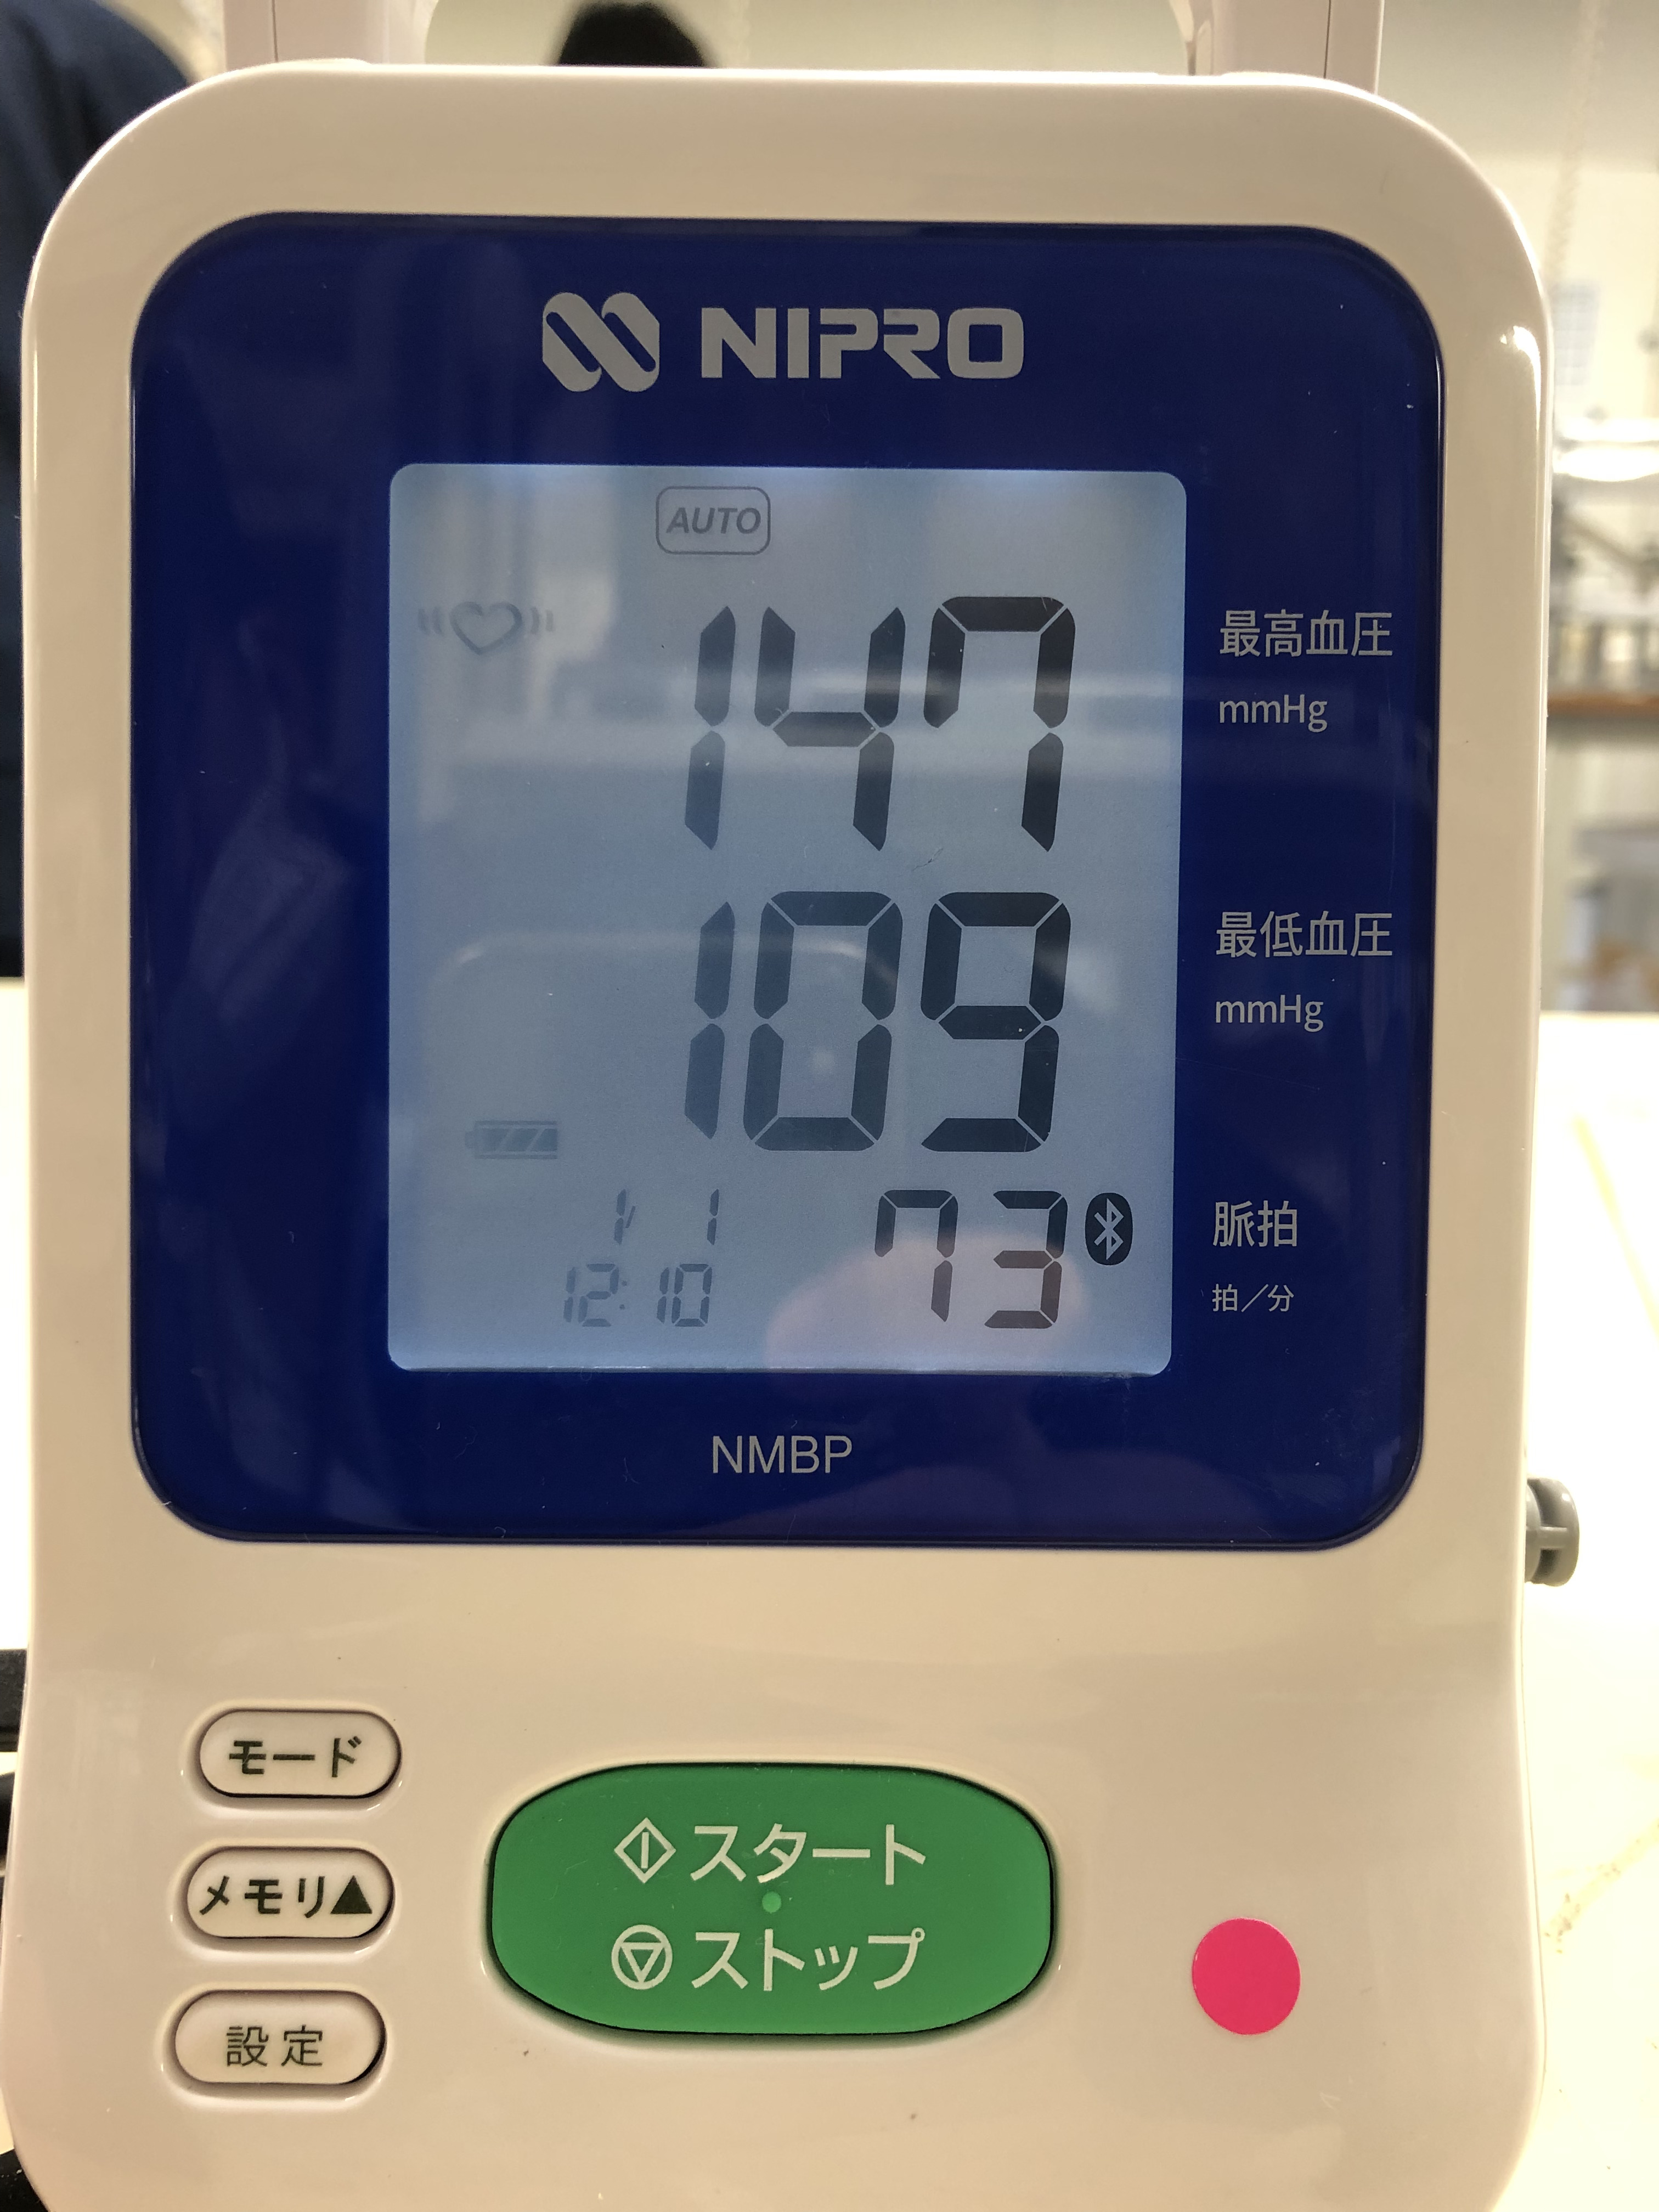 NIPRO
AUTO
147
最高血圧
mmHg
109
最低血圧
mmHg
1/ 1
12:10
73
脈拍
拍／分
NMBP
モード
メモリ▲
設定
スタート
ストップ